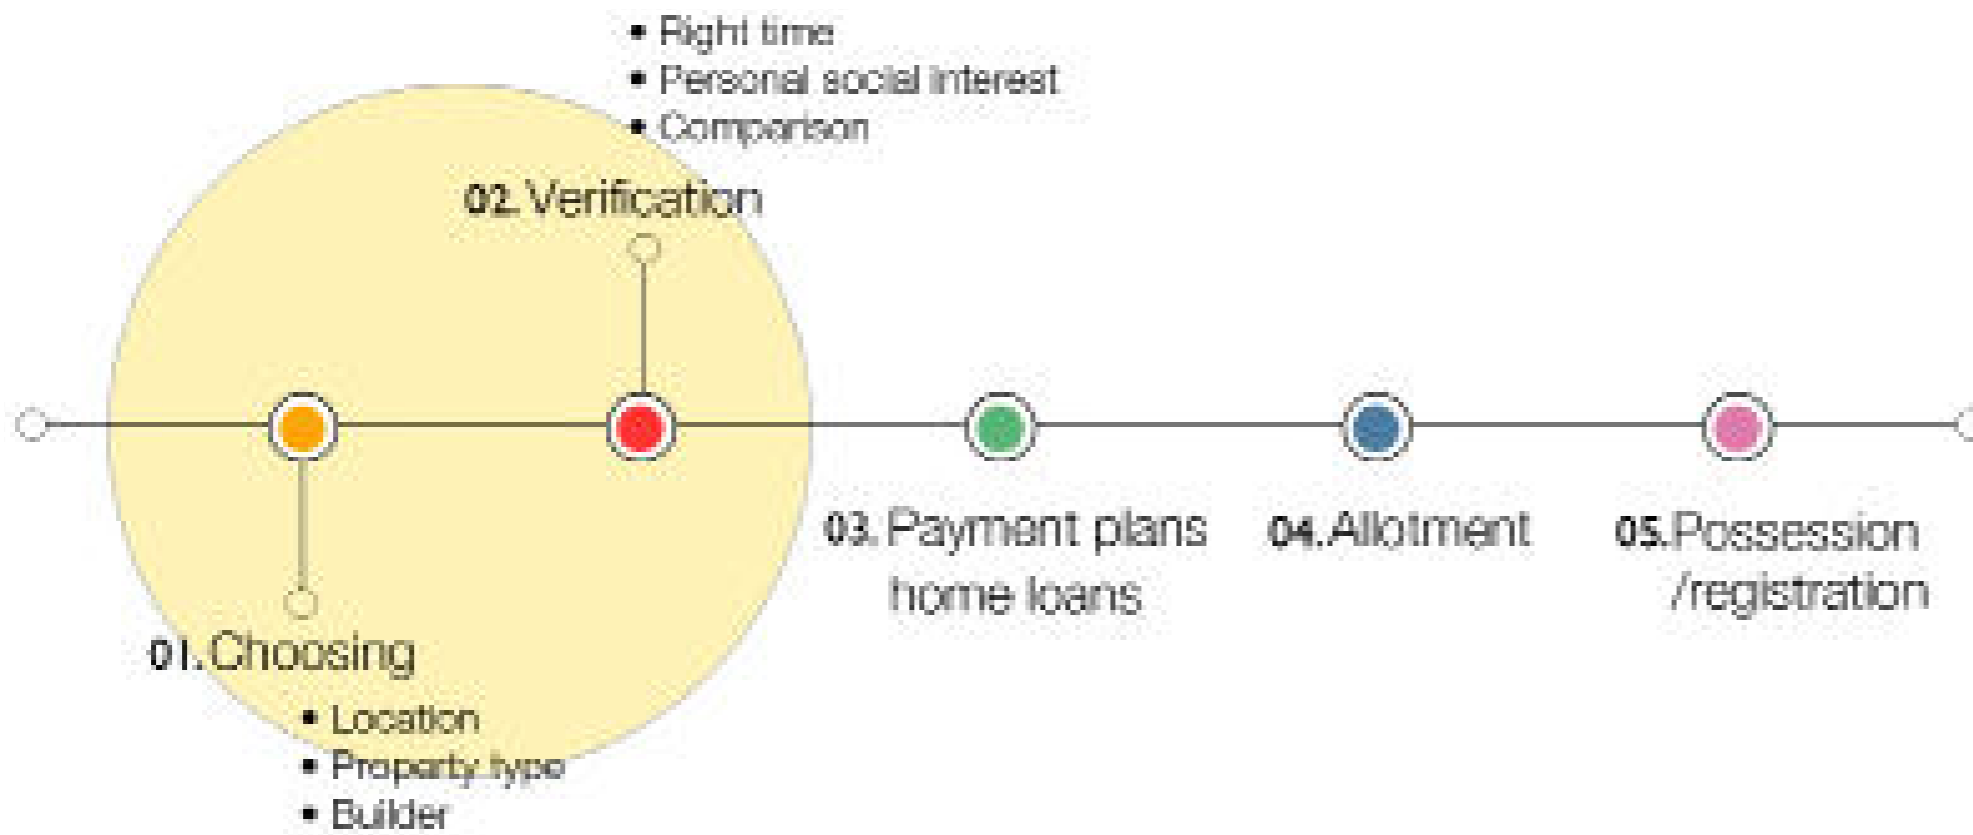 • Right time
• Personal social interest
• Comparison
02. Verification
03. Payment plans
home loans
04. Allotment
05. Possession
/registration
01. Choosing
• Location
• Property type
• Builder